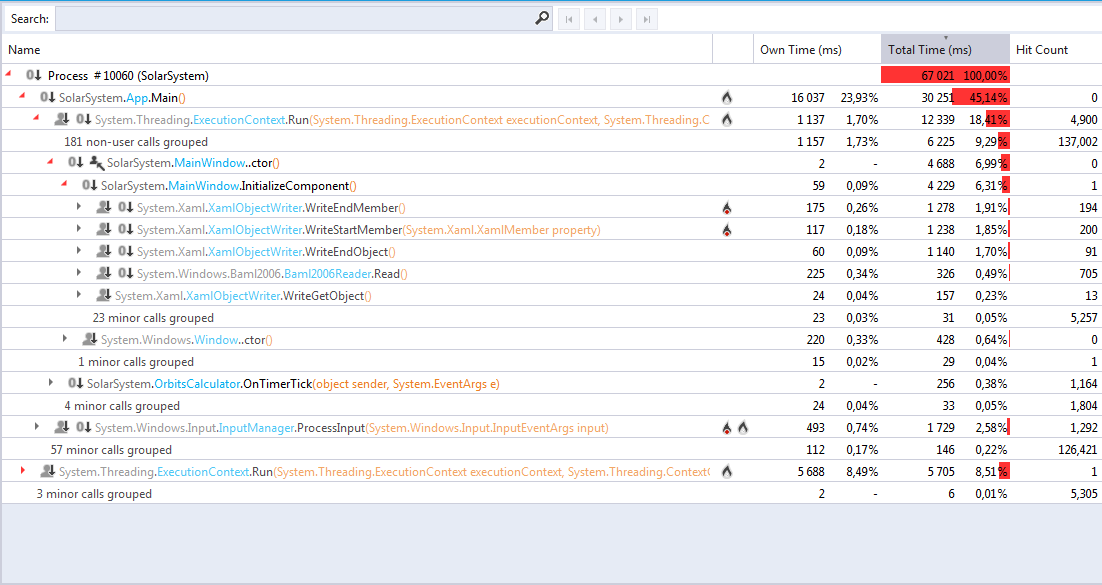 Search:
Name Own Time (ms) Total Time (ms) Hit Count
Process #10060 (SolarSystem) 67 021 100,00%
SolarSystem.App.Main() 16 037 23,93% 30 251 45,14% 0
System.Threading.ExecutionContext.Run(System.Threading.ExecutionContext executionContext, System.Threading.C 1 137 1,70% 12 339 18,41% 4,900
181 non-user calls grouped 1 157 1,73% 6 225 9,29% 137,002
SolarSystem.MainWindow..ctor() 2 - 4 688 6,99% 0
SolarSystem.MainWindow.InitializeComponent() 59 0,09% 4 229 6,31% 1
System.Xaml.XamlObjectWriter.WriteEndMember() 175 0,26% 1 278 1,91% 194
System.Xaml.XamlObjectWriter.WriteStartMember(System.Xaml.XamlMember property) 117 0,18% 1 238 1,85% 200
System.Xaml.XamlObjectWriter.WriteEndObject() 60 0,09% 1 140 1,70% 91
System.Windows.Baml2006.Baml2006Reader.Read() 225 0,34% 326 0,49% 705
System.Xaml.XamlObjectWriter.WriteGetObject() 24 0,04% 157 0,23% 13
23 minor calls grouped 23 0,03% 31 0,05% 5,257
System.Windows.Window..ctor() 220 0,33% 428 0,64% 0
1 minor calls grouped 15 0,02% 29 0,04% 1
SolarSystem.OrbitsCalculator.OnTimerTick(object sender, System.EventArgs e) 2 - 256 0,38% 1,164
4 minor calls grouped 24 0,04% 33 0,05% 1,804
System.Windows.Input.InputManager.ProcessInput(System.Windows.Input.InputEventArgs input) 493 0,74% 1 729 2,58% 1,292
57 minor calls grouped 112 0,17% 146 0,22% 126,421
System.Threading.ExecutionContext.Run(System.Threading.ExecutionContext executionContext, System.Threading.Context 5 688 8,49% 5 705 8,51% 1
3 minor calls grouped 2 - 6 0,01% 5,305